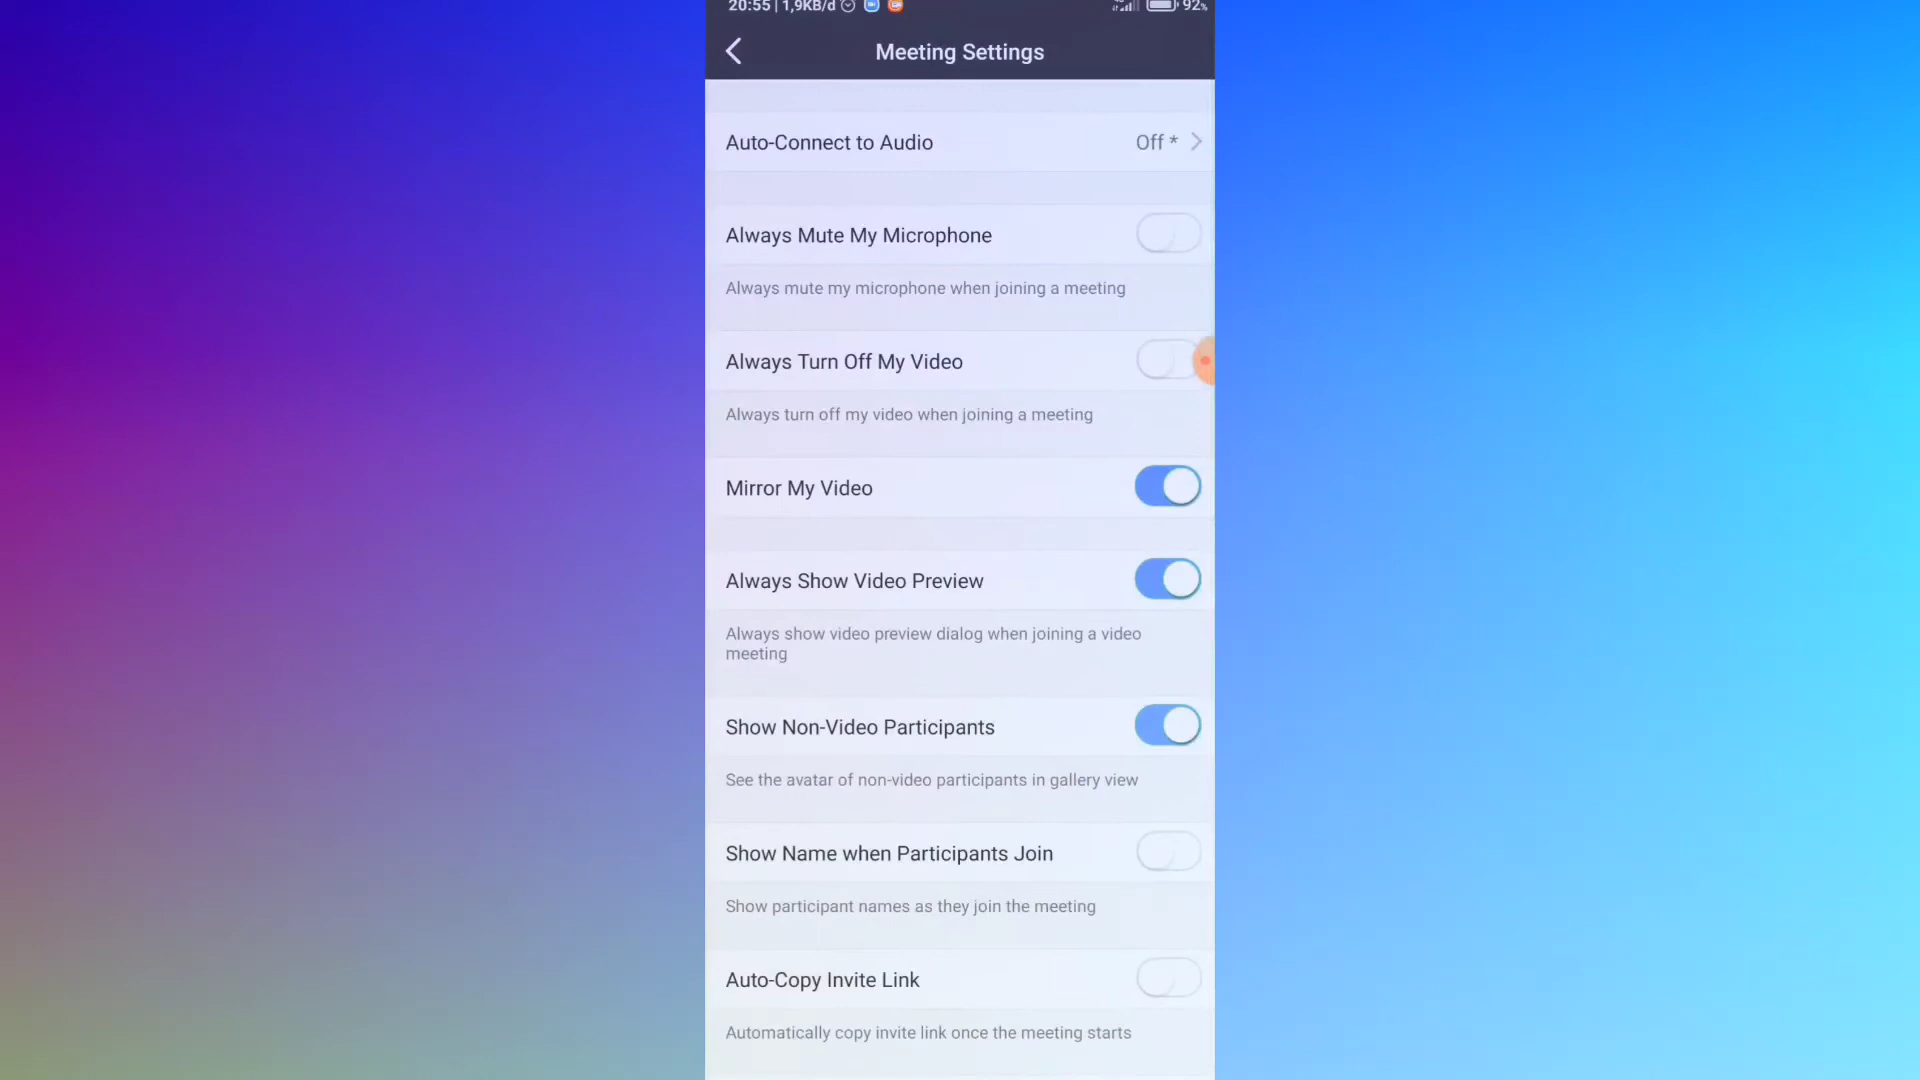 20:55 | 1,9KB/d 92%
Meeting Settings
Auto-Connect to Audio Off *
Always Mute My Microphone
Always mute my microphone when joining a meeting
Always Turn Off My Video
Always turn off my video when joining a meeting
Mirror My Video
Always Show Video Preview
Always show video preview dialog when joining a video
meeting
Show Non-Video Participants
See the avatar of non-video participants in gallery view
Show Name when Participants Join
Show participant names as they join the meeting
Auto-Copy Invite Link
Automatically copy invite link once the meeting starts